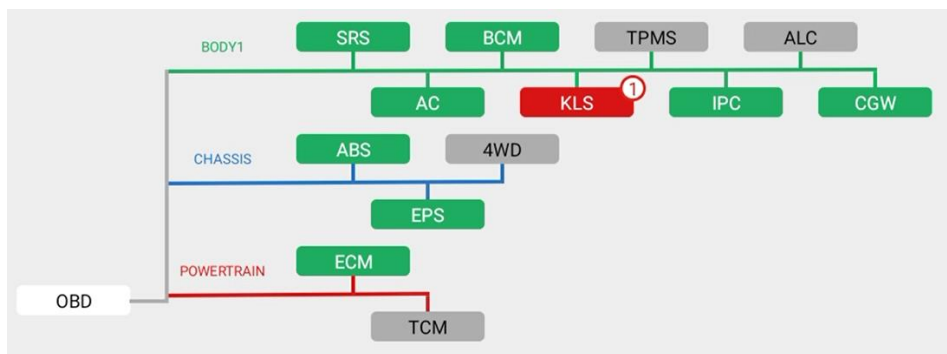 SRS BCM TPMS ALC
BODY1
AC KLS 1 IPC CGW
ABS 4WD
CHASSIS
EPS
ECM
POWERTRAIN
OBD
TCM